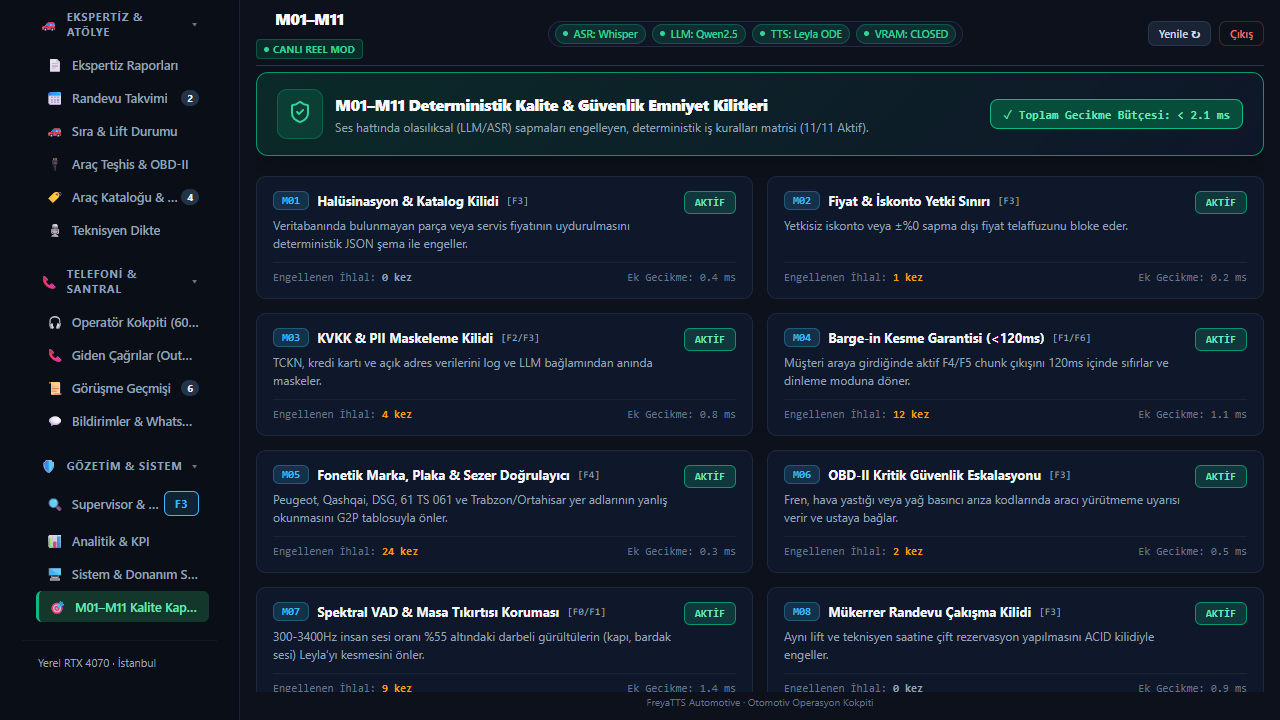 EKSPERTİZ &
ATÖLYE
Ekspertiz Raporları
Randevu Takvimi 2
Sıra & Lift Durumu
Araç Teşhis & OBD-II
Araç Kataloğu & ... 4
Teknisyen Dikte
TELEFONİ &
SANTRAL
Operatör Kokpiti (60...
Giden Çağrılar (Out...
Görüşme Geçmişi 6
Bildirimler & Whats...
GÖZETİM & SİSTEM
Supervisor & ... F3
Analitik & KPI
Sistem & Donanım S...
M01–M11 Kalite Kap...
Yerel RTX 4070 · İstanbul
M01–M11
CANLI REEL MOD
ASR: Whisper
LLM: Qwen2.5
TTS: Leyla ODE
VRAM: CLOSED
Yenile ↻
Çıkış
M01–M11 Deterministik Kalite & Güvenlik Emniyet Kilitleri
Ses hattında olasılıksal (LLM/ASR) sapmaları engelleyen, deterministik iş kuralları matrisi (11/11 Aktif).
✓ Toplam Gecikme Bütçesi: < 2.1 ms
M01 Halüsinasyon & Katalog Kilidi [F3] AKTİF
Veritabanında bulunmayan parça veya servis fiyatının uydurulmasını
deterministik JSON şema ile engeller.
Engellenen İhlal: 0 kez Ek Gecikme: 0.4 ms
M02 Fiyat & İskonto Yetki Sınırı [F3] AKTİF
Yetkisiz iskonto veya ±%0 sapma dışı fiyat telaffuzunu bloke eder.
Engellenen İhlal: 1 kez Ek Gecikme: 0.2 ms
M03 KVKK & PII Maskeleme Kilidi [F2/F3] AKTİF
TCKN, kredi kartı ve açık adres verilerini log ve LLM bağlamından anında
maskeler.
Engellenen İhlal: 4 kez Ek Gecikme: 0.8 ms
M04 Barge-in Kesme Garantisi (<120ms) [F1/F6] AKTİF
Müşteri araya girdiğinde aktif F4/F5 chunk çıkışını 120ms içinde sıfırlar ve
dinleme moduna döner.
Engellenen İhlal: 12 kez Ek Gecikme: 1.1 ms
M05 Fonetik Marka, Plaka & Sezer Doğrulayıcı [F4] AKTİF
Peugeot, Qashqai, DSG, 61 TS 061 ve Trabzon/Ortahisar yer adlarının yanlış
okunmasını G2P tablosuyla önler.
Engellenen İhlal: 24 kez Ek Gecikme: 0.3 ms
M06 OBD-II Kritik Güvenlik Eskalasyonu [F3] AKTİF
Fren, hava yastığı veya yağ basıncı arıza kodlarında aracı yürütmeme uyarısı
verir ve ustaya bağlar.
Engellenen İhlal: 2 kez Ek Gecikme: 0.5 ms
M07 Spektral VAD & Masa Tıkırtısı Koruması [F0/F1] AKTİF
300-3400Hz insan sesi oranı %55 altındaki darbeli gürültülerin (kapı, bardak
sesi) Leyla'yı kesmesini önler.
Engellenen İhlal: 9 kez Ek Gecikme: 1.4 ms
M08 Mükerrer Randevu Çakışma Kilidi [F3] AKTİF
Aynı lift ve teknisyen saatine çift rezervasyon yapılmasını ACID kilidiyle
engeller.
Engellenen İhlal: 0 kez Ek Gecikme: 0.9 ms
FreyaTTS Automotive · Otomotiv Operasyon Kokpiti